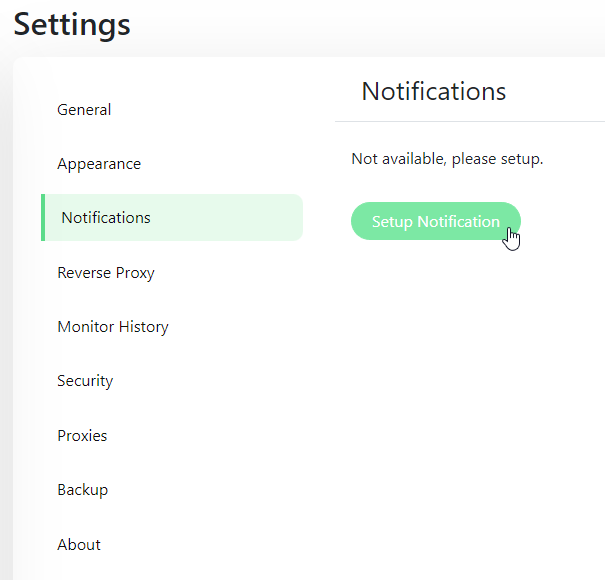 Settings
General
Appearance
Notifications
Reverse Proxy
Monitor History
Security
Proxies
Backup
About
Notifications
Not available, please setup.
Setup Notification